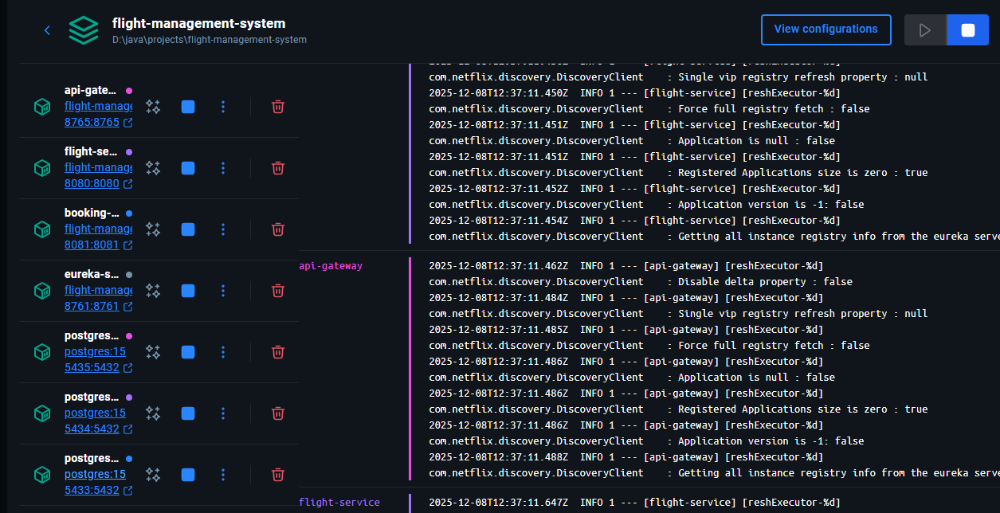 flight-management-system
D:\java\projects\flight-management-system
View configurations
api-gate...
flight-manage
8765:8765
flight-se...
flight-manage
8080:8080
booking-...
flight-manage
8081:8081
eureka-s...
flight-manage
8761:8761
postgres...
postgres:15
5435:5432
postgres...
postgres:15
5434:5432
postgres...
postgres:15
5433:5432
com.netflix.discovery.DiscoveryClient    : Single vip registry refresh property : null
2025-12-08T12:37:11.450Z  INFO 1 --- [flight-service] [reshExecutor-%d]
com.netflix.discovery.DiscoveryClient    : Force full registry fetch : false
2025-12-08T12:37:11.451Z  INFO 1 --- [flight-service] [reshExecutor-%d]
com.netflix.discovery.DiscoveryClient    : Application is null : false
2025-12-08T12:37:11.451Z  INFO 1 --- [flight-service] [reshExecutor-%d]
com.netflix.discovery.DiscoveryClient    : Registered Applications size is zero : true
2025-12-08T12:37:11.452Z  INFO 1 --- [flight-service] [reshExecutor-%d]
com.netflix.discovery.DiscoveryClient    : Application version is -1: false
2025-12-08T12:37:11.454Z  INFO 1 --- [flight-service] [reshExecutor-%d]
com.netflix.discovery.DiscoveryClient    : Getting all instance registry info from the eureka serve
api-gateway
2025-12-08T12:37:11.462Z  INFO 1 --- [api-gateway] [reshExecutor-%d]
com.netflix.discovery.DiscoveryClient    : Disable delta property : false
2025-12-08T12:37:11.484Z  INFO 1 --- [api-gateway] [reshExecutor-%d]
com.netflix.discovery.DiscoveryClient    : Single vip registry refresh property : null
2025-12-08T12:37:11.485Z  INFO 1 --- [api-gateway] [reshExecutor-%d]
com.netflix.discovery.DiscoveryClient    : Force full registry fetch : false
2025-12-08T12:37:11.486Z  INFO 1 --- [api-gateway] [reshExecutor-%d]
com.netflix.discovery.DiscoveryClient    : Application is null : false
2025-12-08T12:37:11.486Z  INFO 1 --- [api-gateway] [reshExecutor-%d]
com.netflix.discovery.DiscoveryClient    : Registered Applications size is zero : true
2025-12-08T12:37:11.486Z  INFO 1 --- [api-gateway] [reshExecutor-%d]
com.netflix.discovery.DiscoveryClient    : Application version is -1: false
2025-12-08T12:37:11.488Z  INFO 1 --- [api-gateway] [reshExecutor-%d]
com.netflix.discovery.DiscoveryClient    : Getting all instance registry info from the eureka serve
flight-service
2025-12-08T12:37:11.647Z  INFO 1 --- [flight-service] [reshExecutor-%d]